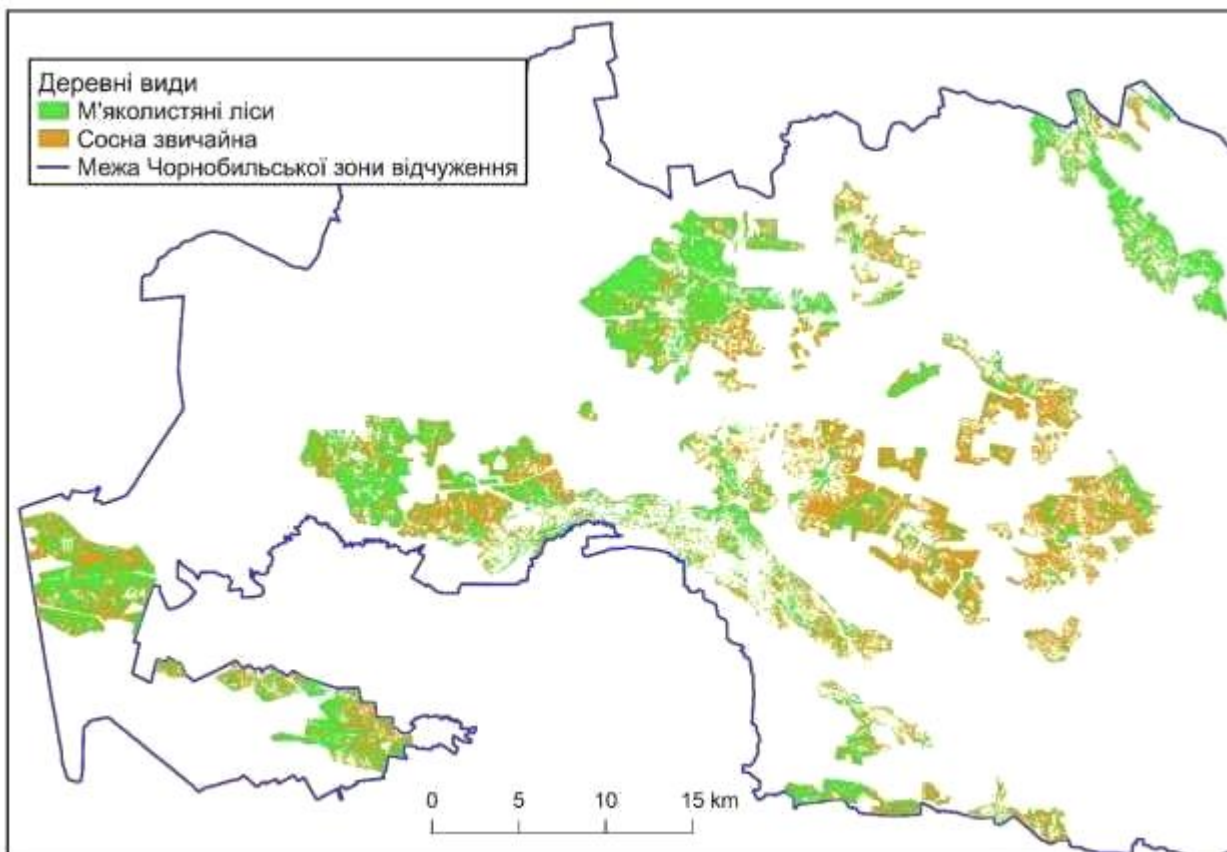 Деревні види
М'яколистяні ліси
Сосна звичайна
Межа Чорнобильської зони відчуження
0 5 10 15 km